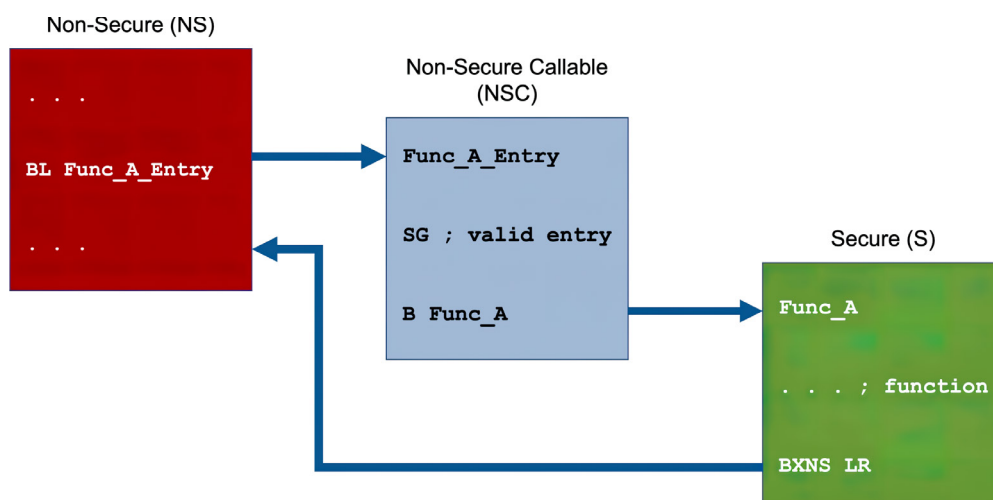 Non-Secure (NS)
. . .
BL Func_A_Entry
. . .
Non-Secure Callable
(NSC)
Func_A_Entry
SG ; valid entry
B Func_A
Secure (S)
Func_A
. . . ; function
BXNS LR